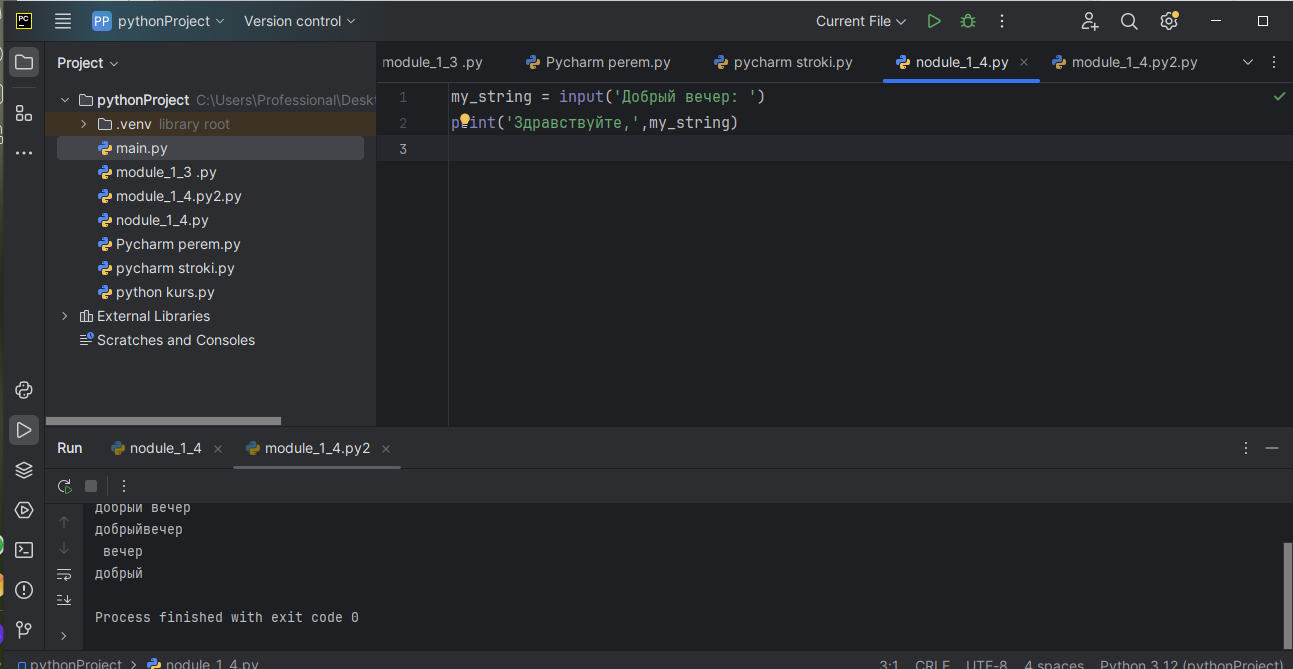 PC PP pythonProject Version control Current File
Project
module_1_3 .py Pycharm perem.py pycharm stroki.py nodule_1_4.py module_1_4.py2.py
pythonProject C:\Users\Professional\Deskt
.venv library root
main.py
module_1_3 .py
module_1_4.py2.py
nodule_1_4.py
Pycharm perem.py
pycharm stroki.py
python kurs.py
External Libraries
Scratches and Consoles
1 my_string = input('Добрый вечер: ')
2 print('Здравствуйте,',my_string)
3
Run nodule_1_4 module_1_4.py2
добрый вечер
добрыйвечер
вечер
добрый
Process finished with exit code 0
pythonProject nodule_1_4.py 3:1 CRLF UTF-8 4 spaces Python 3.12 (pythonProject)